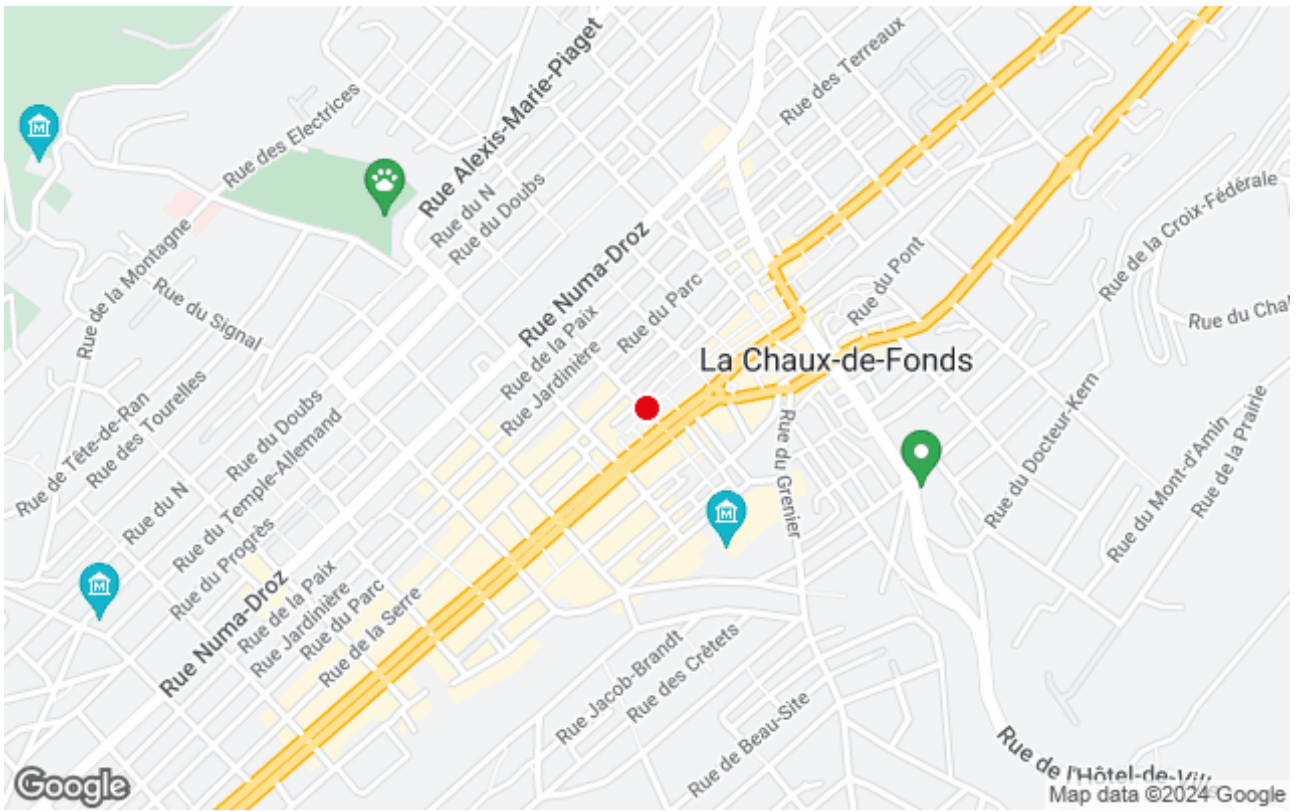 Rue des Terreaux
Rue Alexis-Marie-Piaget
Rue des Electrices
M
Rue du N
Rue du Doubs
Rue de la Croix-Fédérale
Rue de la Montagne
Rue Numa-Droz
Rue du Parc
Rue du Pont
Rue du Signal
Rue de la Paix
Rue Jardinière
Rue du Chat
La Chaux-de-Fonds
Rue de Tête-de-Ran
Rue des Tourelles
Rue du Doubs
Rue du Temple-Allemand
Rue du Grenier
Rue du Docteur-Kern
Rue du Mont-d'Amin
Rue de la Prairie
Rue du N
Rue du Progrès
M
M
Rue Numa-Droz
Rue de la Paix
Rue Jardinière
Rue du Parc
Rue de la Serre
Rue Jacob-Brandt
Rue des Crêtets
Rue de Beau-Site
Rue de l'Hôtel-de-Vill
Google
Map data ©2024 Google